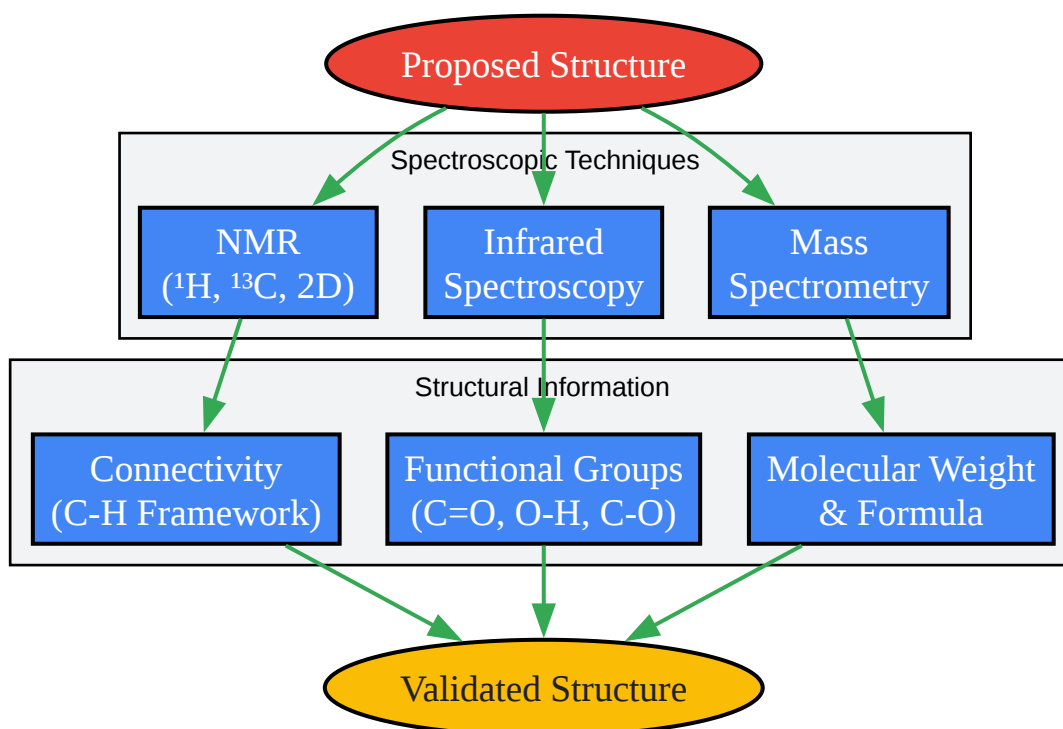 Proposed Structure
Spectroscopic Techniques
NMR
(¹H, ¹³C, 2D)
Infrared
Spectroscopy
Mass
Spectrometry
Structural Information
Connectivity
(C-H Framework)
Functional Groups
(C=O, O-H, C-O)
Molecular Weight
& Formula
Validated Structure